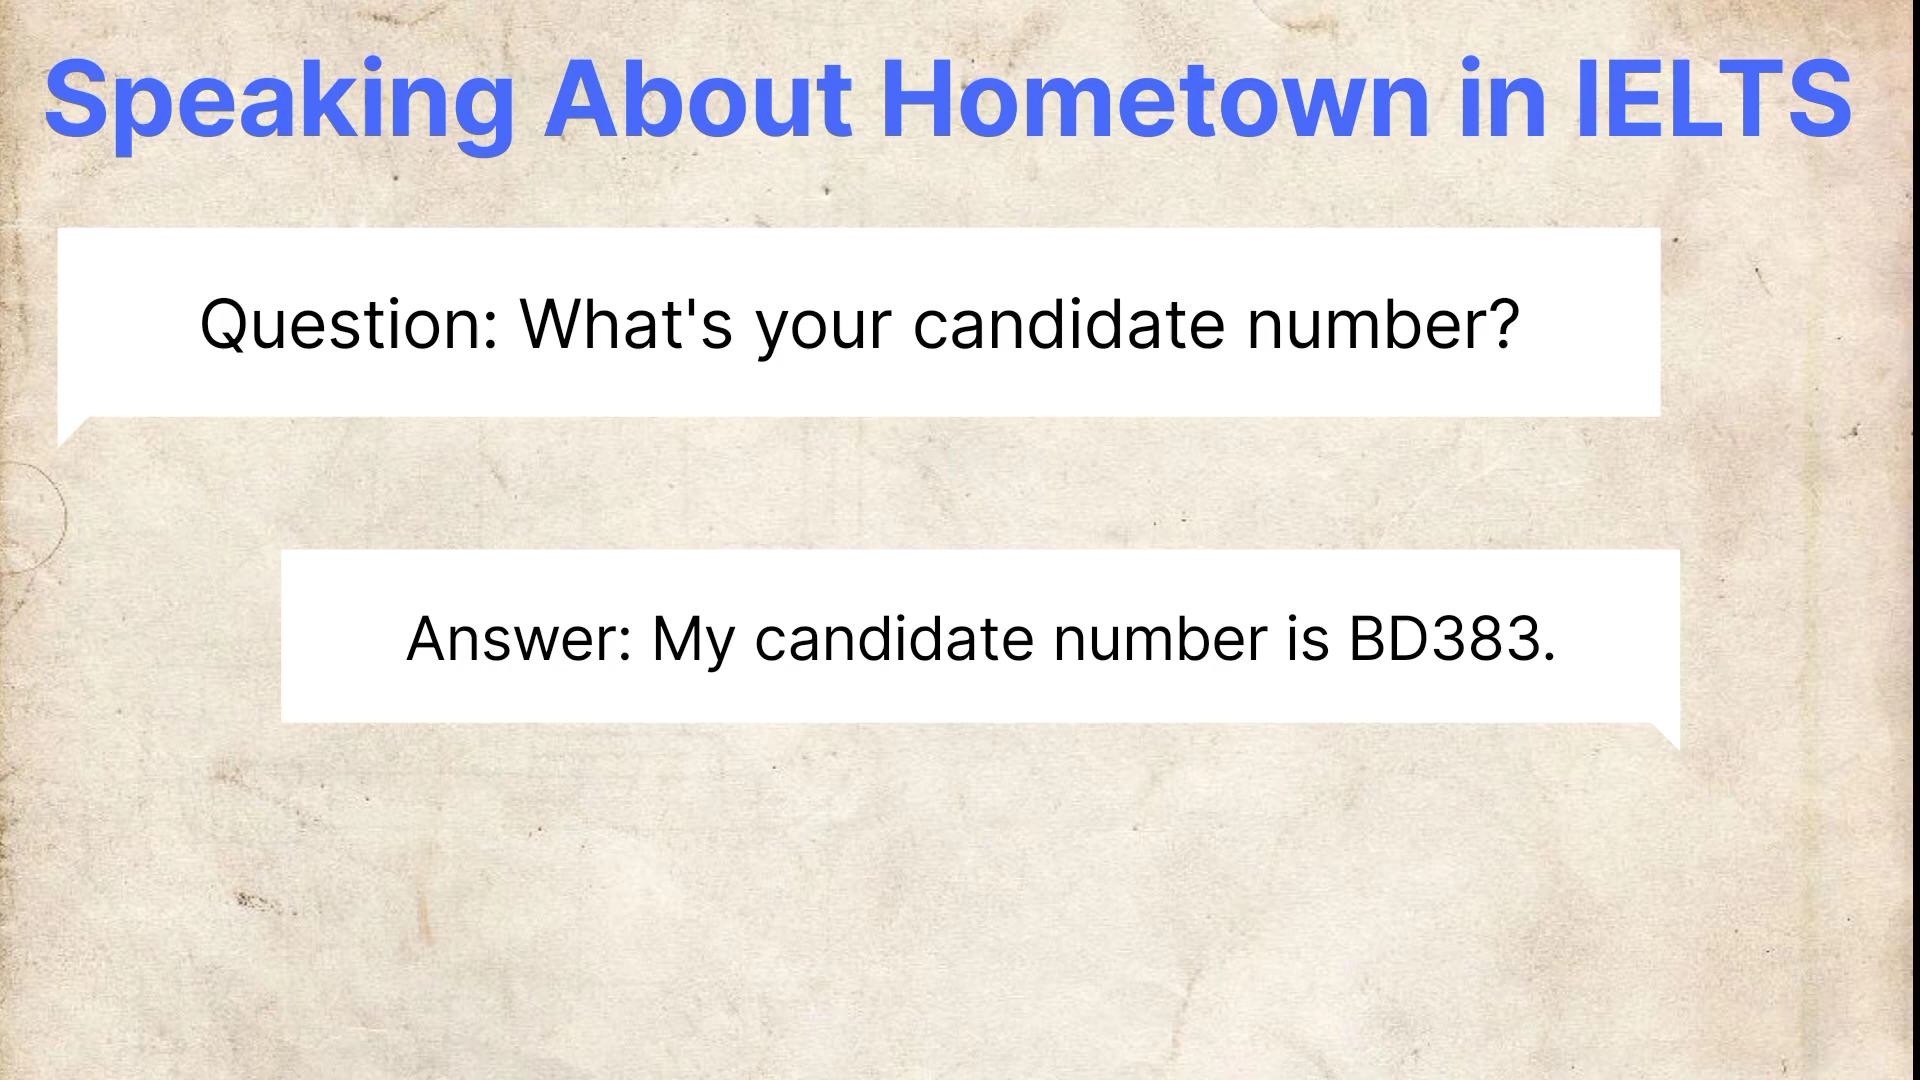 Speaking About Hometown in IELTS
Question: What's your candidate number?
Answer: My candidate number is BD383.